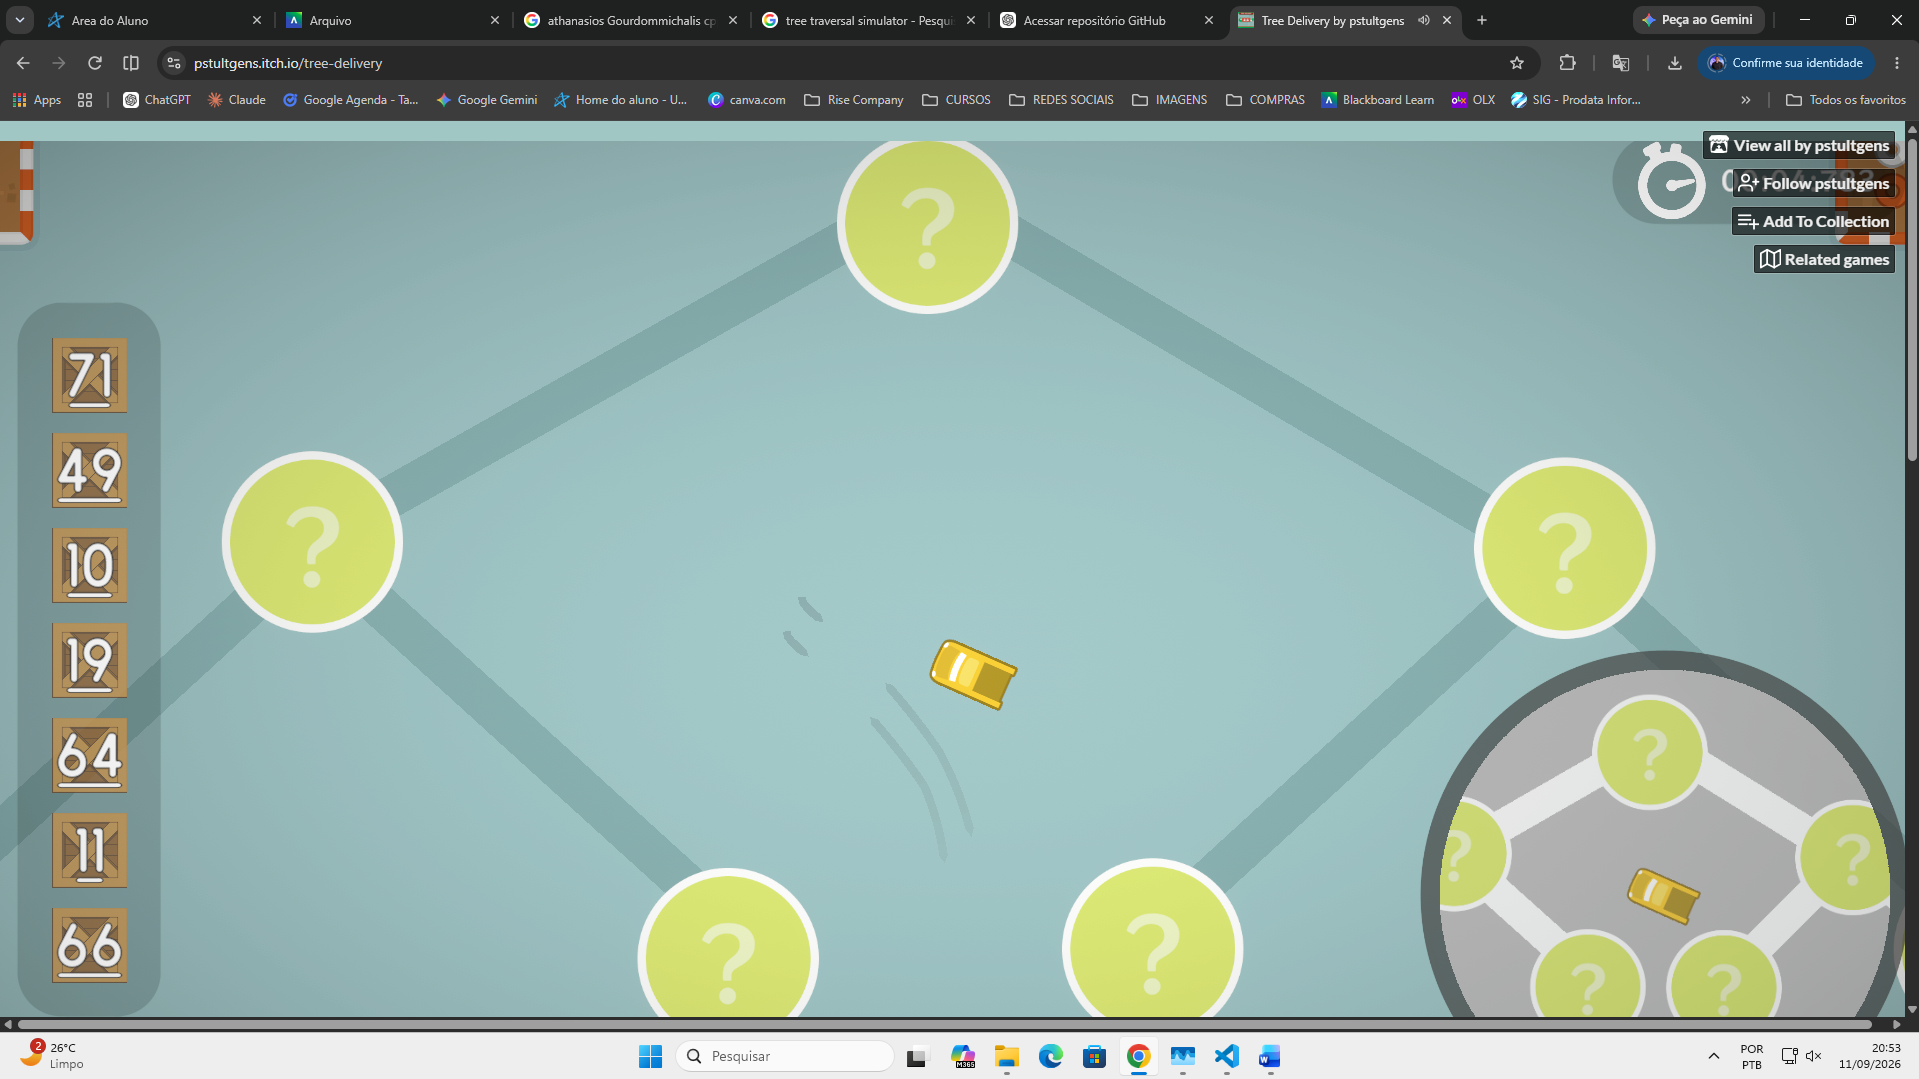 Area do Aluno
Arquivo
athanasios Gourdommichalis cp
tree traversal simulator - Pesqui
Acessar repositório GitHub
Tree Delivery by pstultgens
Peça ao Gemini
pstultgens.itch.io/tree-delivery
Confirme sua identidade
Apps
ChatGPT
Claude
Google Agenda - Ta...
Google Gemini
Home do aluno - U...
canva.com
Rise Company
CURSOS
REDES SOCIAIS
IMAGENS
COMPRAS
Blackboard Learn
OLX
SIG - Prodata Infor...
Todos os favoritos
View all by pstultgens
Follow pstultgens
Add To Collection
Related games
?
71
49
?
?
10
19
64
?
?
?
11
?
?
66
?
?
2
26°C
Limpo
Pesquisar
M365
POR
PTB
20:53
11/09/2026